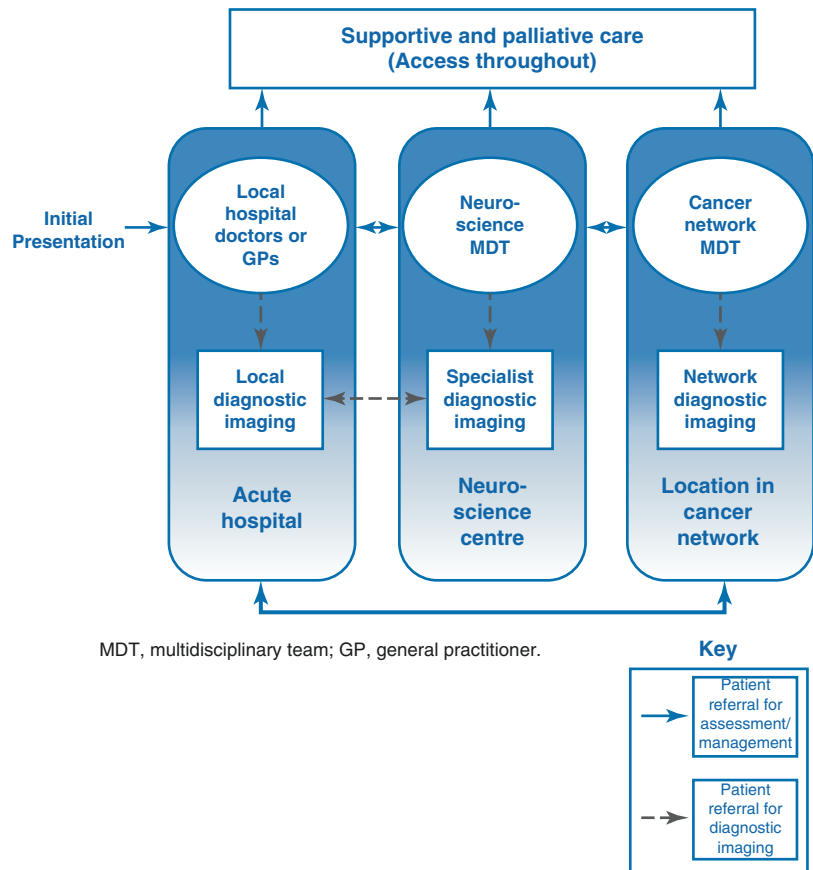 Supportive and palliative care
(Access throughout)
Initial
Presentation
Local
hospital
doctors or
GPs
Neuro-
science
MDT
Cancer
network
MDT
Local
diagnostic
imaging
Specialist
diagnostic
imaging
Network
diagnostic
imaging
Acute
hospital
Neuro-
science
centre
Location in
cancer
network
MDT, multidisciplinary team; GP, general practitioner.
Key
Patient
referral for
assessment/
management
Patient
referral for
diagnostic
imaging